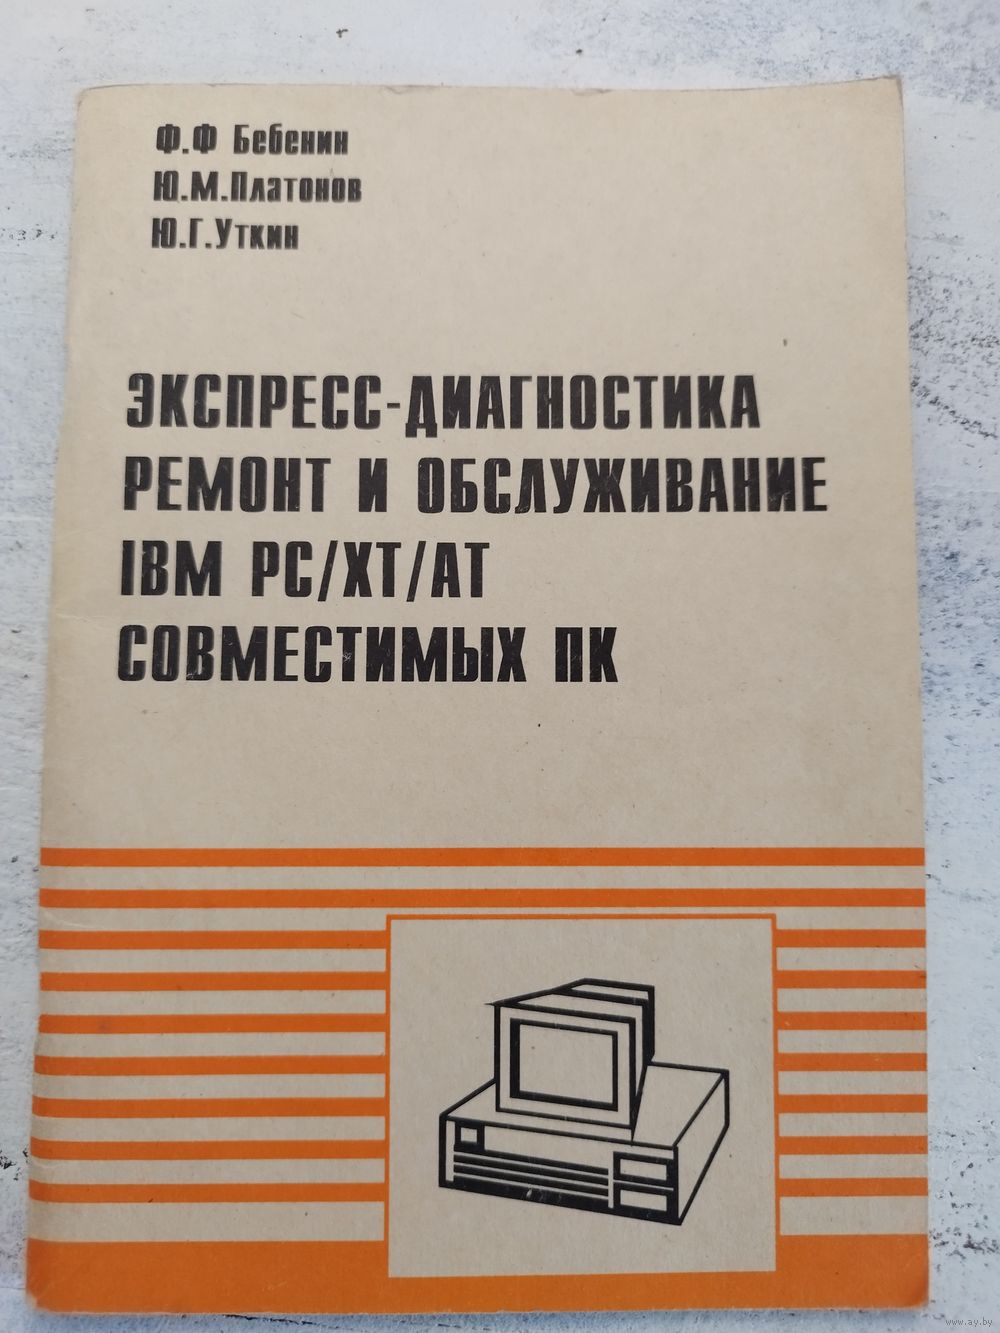 Ф.Ф Бебенин
Ю.М.Платонов
Ю.Г.Уткин
ЭКСПРЕСС-ДИАГНОСТИКА
РЕМОНТ И ОБСЛУЖИВАНИЕ
IBM PC/XT/AT
СОВМЕСТИМЫХ ПК
www.ay.by